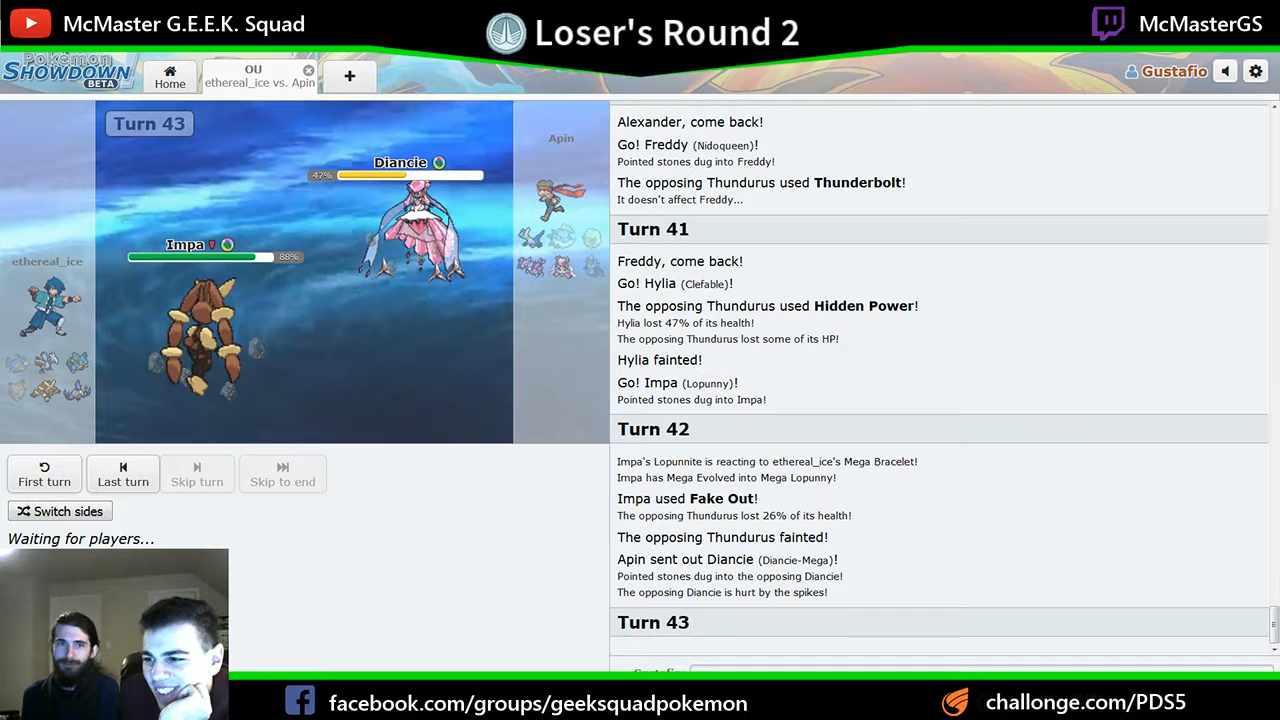 McMaster G.E.E.K. Squad
Loser's Round 2
McMasterGS
Pokémon
SHOWDOWN
BETA
Home
OU
ethereal_ice vs. Apin
Gustafio
Turn 43
Apin
Diancie
47%
Impa
88%
ethereal_ice
First turn
Last turn
Skip turn
Skip to end
Switch sides
Waiting for players...
Alexander, come back!
Go! Freddy (Nidoqueen)!
Pointed stones dug into Freddy!
The opposing Thundurus used Thunderbolt!
It doesn't affect Freddy...
Turn 41
Freddy, come back!
Go! Hylia (Clefable)!
The opposing Thundurus used Hidden Power!
Hylia lost 47% of its health!
The opposing Thundurus lost some of its HP!
Hylia fainted!
Go! Impa (Lopunny)!
Pointed stones dug into Impa!
Turn 42
Impa's Lopunnite is reacting to ethereal_ice's Mega Bracelet!
Impa has Mega Evolved into Mega Lopunny!
Impa used Fake Out!
The opposing Thundurus lost 26% of its health!
The opposing Thundurus fainted!
Apin sent out Diancie (Diancie-Mega)!
Pointed stones dug into the opposing Diancie!
The opposing Diancie is hurt by the spikes!
Turn 43
facebook.com/groups/geeksquadpokemon
challonge.com/PDS5